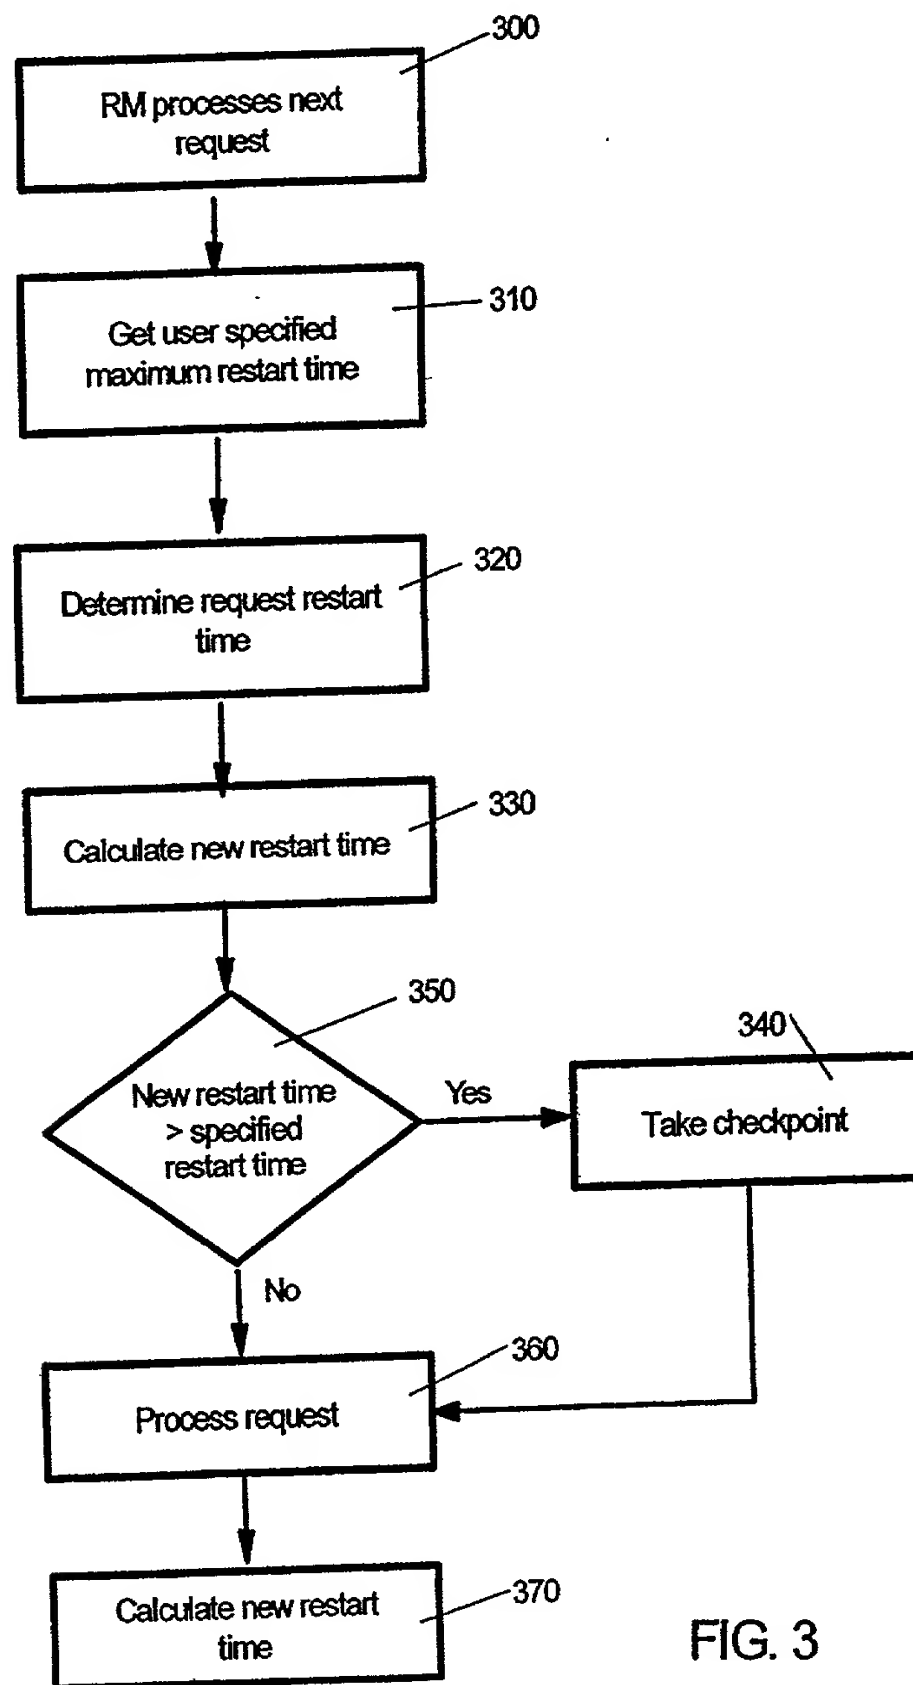 300
RM processes next
request
310
Get user specified
maximum restart time
320
Determine request restart
time
330
Calculate new restart time
350
New restart time
> specified
restart time
Yes
340
Take checkpoint
No
360
Process request
370
Calculate new restart
time
FIG. 3